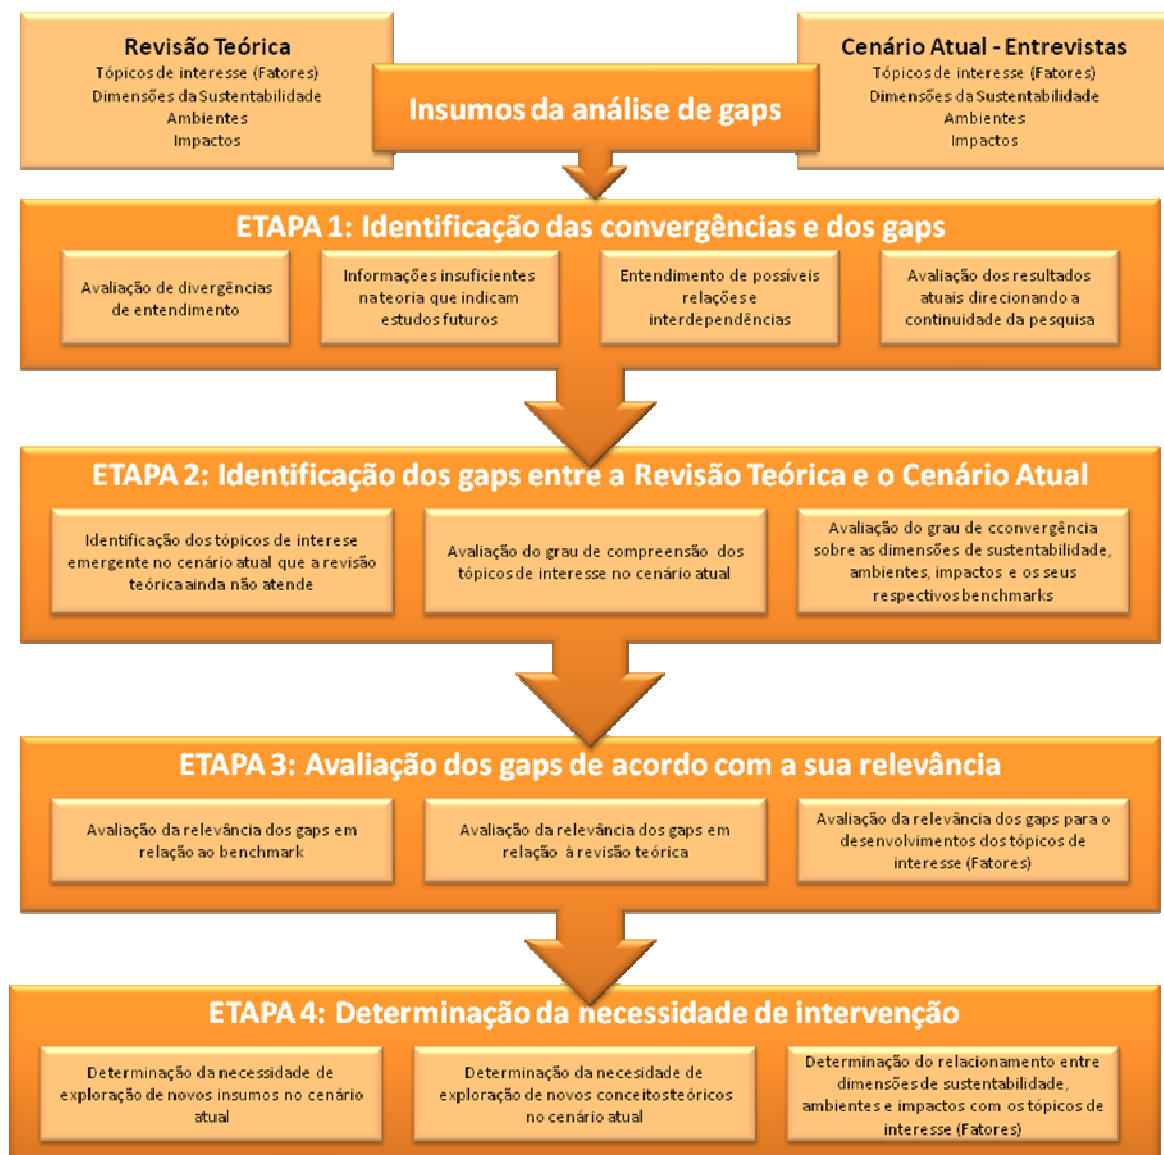 Revisão Teórica
Tópicos de interesse (Fatores)
Dimensões da Sustentabilidade
Ambientes
Impactos
Insumos da análise de gaps
Cenário Atual - Entrevistas
Tópicos de interesse (Fatores)
Dimensões da Sustentabilidade
Ambientes
Impactos
ETAPA 1: Identificação das convergências e dos gaps
Avaliação de divergências
de entendimento
Informações insuficientes
na teoria que indicam
estudos futuros
Entendimento de possíveis
relações e
interdependências
Avaliação dos resultados
atuais direcionando a
continuidade da pesquisa
ETAPA 2: Identificação dos gaps entre a Revisão Teórica e o Cenário Atual
Identificação dos tópicos de interese
emergente no cenário atual que a revisão
teórica ainda não atende
Avaliação do grau de compreensão dos
tópicos de interesse no cenário atual
Avaliação do grau de cconvergência
sobre as dimensões de sustentabilidade,
ambientes, impactos e os seus
respectivos benchmarks
ETAPA 3: Avaliação dos gaps de acordo com a sua relevância
Avaliação da relevância dos gaps em
relação ao benchmark
Avaliação da relevância dos gaps em
relação à revisão teórica
Avaliação da relevância dos gaps para o
desenvolvimentos dos tópicos de
interesse (Fatores)
ETAPA 4: Determinação da necessidade de intervenção
Determinação da necessidade de
exploração de novos insumos no cenário
atual
Determinação da necesidade de
exploração de novos conceitos teóricos
no cenário atual
Determinação do relacionamento entre
dimensões de sustentabilidade,
ambientes e impactos com os tópicos de
interesse (Fatores)